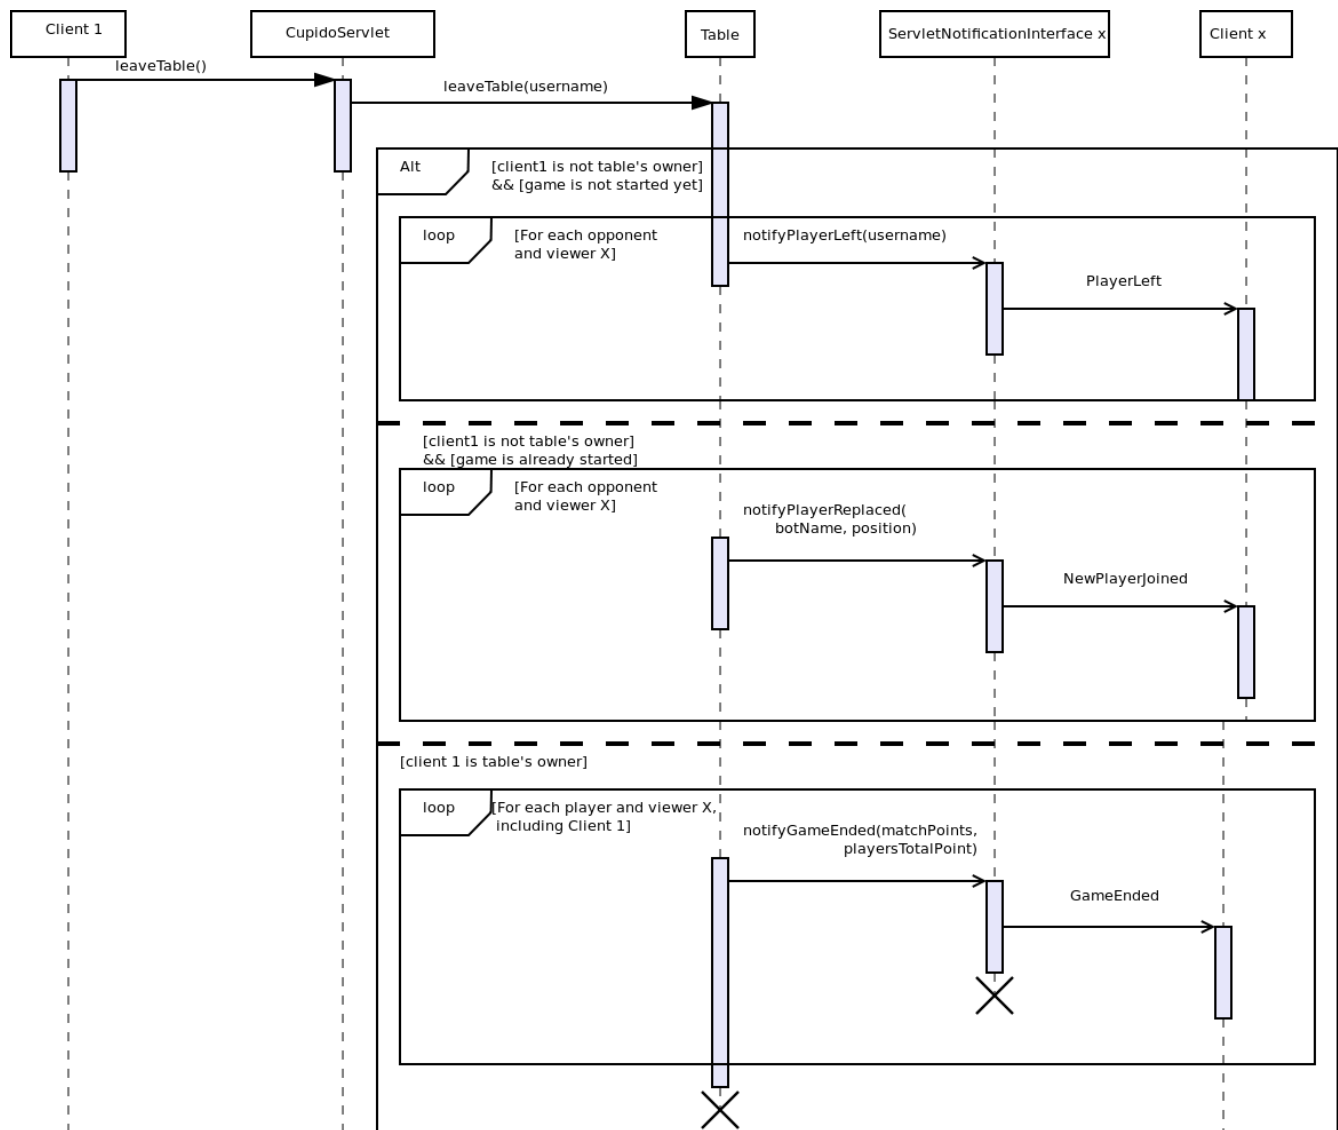 Client 1
CupidoServlet
Table
ServletNotificationInterface x
Client x
leaveTable()
leaveTable(username)
Alt
[client1 is not table's owner]
&& [game is not started yet]
loop
[For each opponent
and viewer X]
notifyPlayerLeft(username)
PlayerLeft
[client1 is not table's owner]
&& [game is already started]
loop
[For each opponent
and viewer X]
notifyPlayerReplaced(
botName, position)
NewPlayerJoined
[client 1 is table's owner]
loop
[For each player and viewer X,
including Client 1]
notifyGameEnded(matchPoints,
playersTotalPoint)
GameEnded